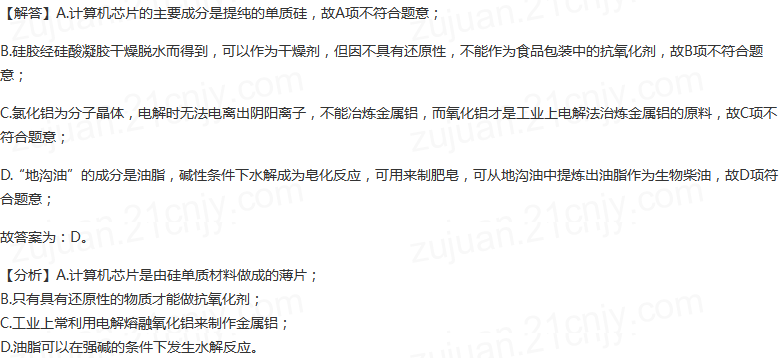 【解答】A.计算机芯片的主要成分是提纯的单质硅，故A项不符合题意；
B.硅胶经硅酸凝胶干燥脱水而得到，可以作为干燥剂，但因不具有还原性，不能作为食品包装中的抗氧化剂，故B项不符合题
意；
C.氯化铝为分子晶体，电解时无法电离出阴阳离子，不能冶炼金属铝，而氧化铝才是工业上电解法治炼金属铝的原料，故C项不
符合题意；
D.“地沟油”的成分是油脂，碱性条件下水解成为皂化反应，可用来制肥皂，可从地沟油中提炼出油脂作为生物柴油，故D项符
合题意；
故答案为：D。
【分析】A.计算机芯片是由硅单质材料做成的薄片；
B.只有具有还原性的物质才能做抗氧化剂；
C.工业上常利用电解熔融氧化铝来制作金属铝；
D.油脂可以在强碱的条件下发生水解反应。